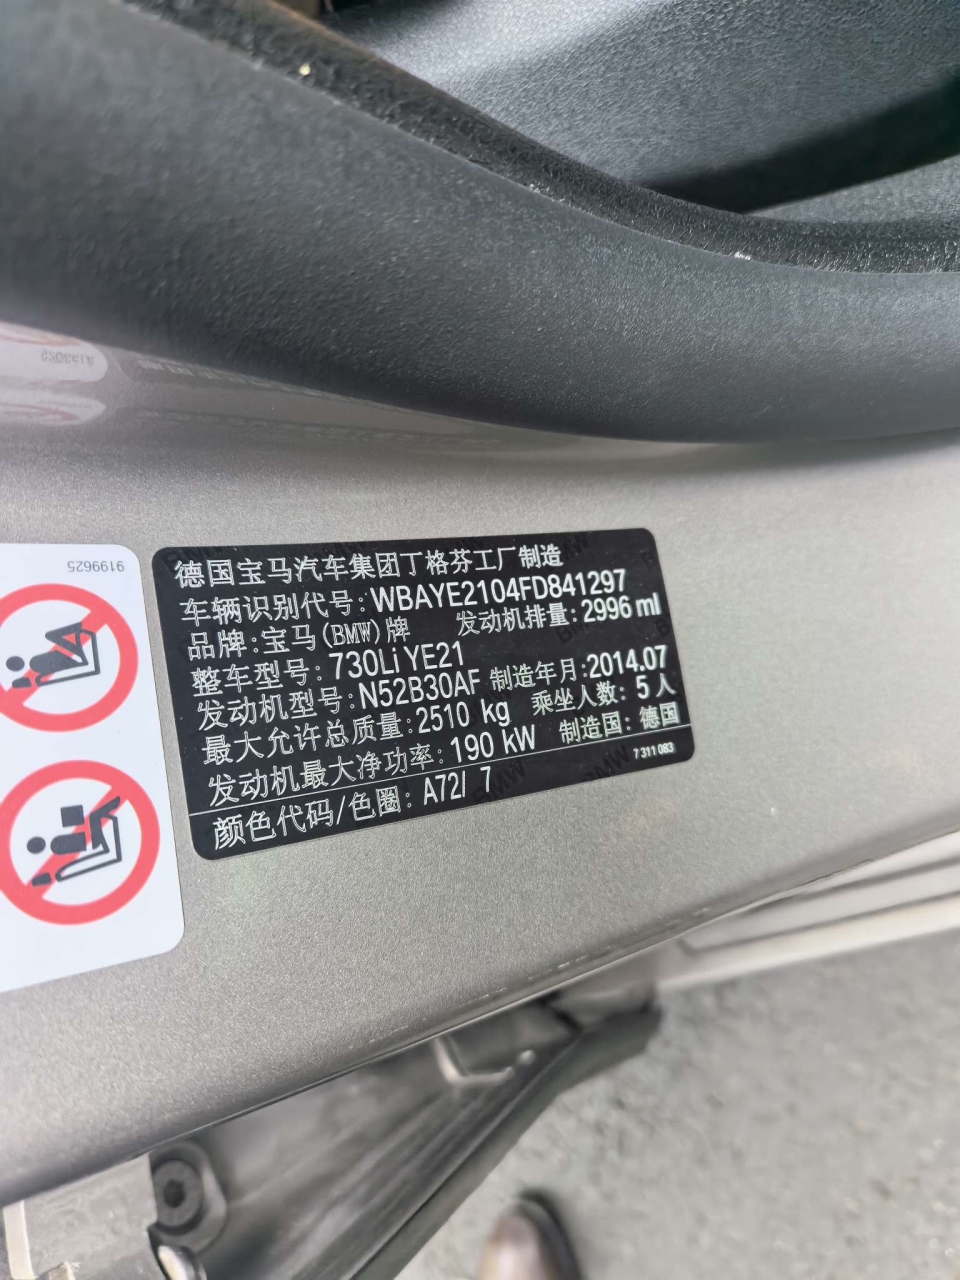 德国宝马汽车集团丁格芬工厂制造
车辆识别代号:WBAYE2104FD841297
品牌:宝马(BMW)牌 发动机排量:2996 ml
整车型号:730Li YE21
发动机型号:N52B30AF 制造年月:2014.07
最大允许总质量:2510 kg 乘坐人数:5人
发动机最大净功率:190 kW 制造国:德国
颜色代码/色圈:A72/ 7 7 311 083
9199625